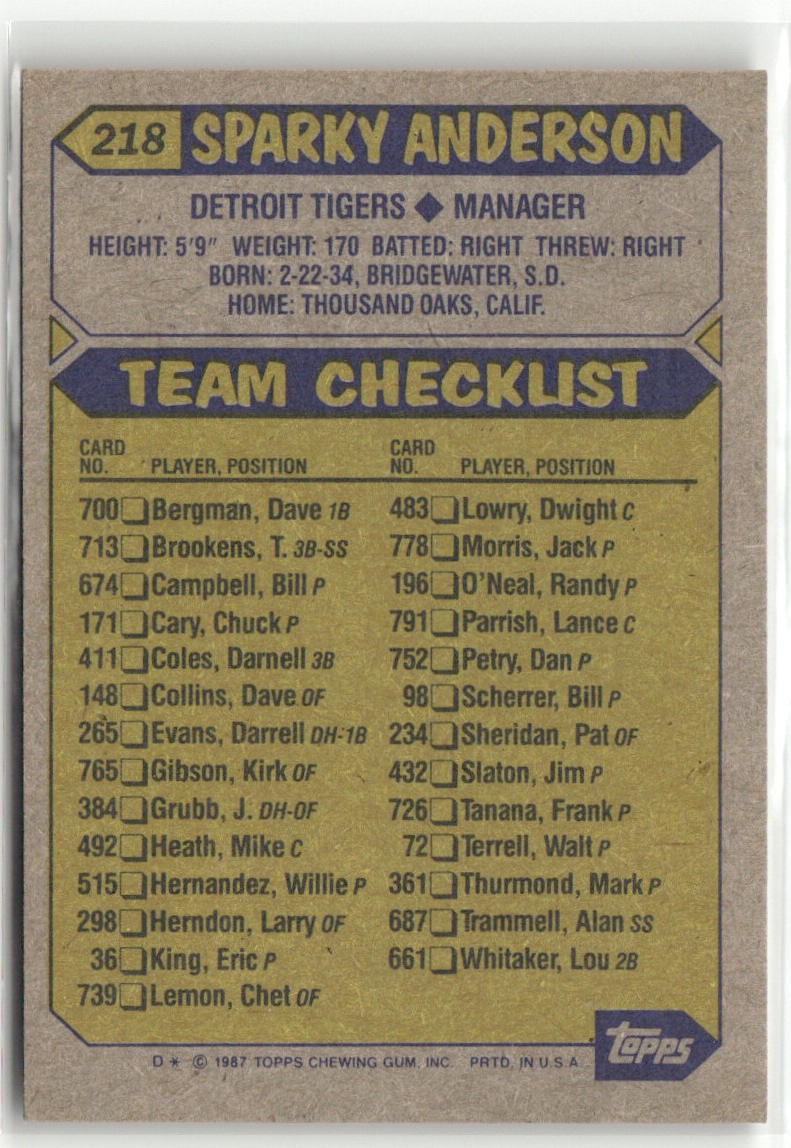 218 SPARKY ANDERSON
DETROIT TIGERS ◆ MANAGER
HEIGHT: 5'9" WEIGHT: 170 BATTED: RIGHT THREW: RIGHT
BORN: 2-22-34, BRIDGEWATER, S.D.
HOME: THOUSAND OAKS, CALIF.
TEAM CHECKLIST
CARD
NO. PLAYER, POSITION
700 Bergman, Dave 1B
713 Brookens, T. 3B-SS
674 Campbell, Bill P
171 Cary, Chuck P
411 Coles, Darnell 3B
148 Collins, Dave OF
265 Evans, Darrell DH-1B
765 Gibson, Kirk OF
384 Grubb, J. DH-OF
492 Heath, Mike C
515 Hernandez, Willie P
298 Herndon, Larry OF
36 King, Eric P
739 Lemon, Chet OF
CARD
NO. PLAYER, POSITION
483 Lowry, Dwight C
778 Morris, Jack P
196 O'Neal, Randy P
791 Parrish, Lance C
752 Petry, Dan P
98 Scherrer, Bill P
234 Sheridan, Pat OF
432 Slaton, Jim P
726 Tanana, Frank P
72 Terrell, Walt P
361 Thurmond, Mark P
687 Trammell, Alan SS
661 Whitaker, Lou 2B
D * © 1987 TOPPS CHEWING GUM, INC. PRTD. IN U.S.A.
topps